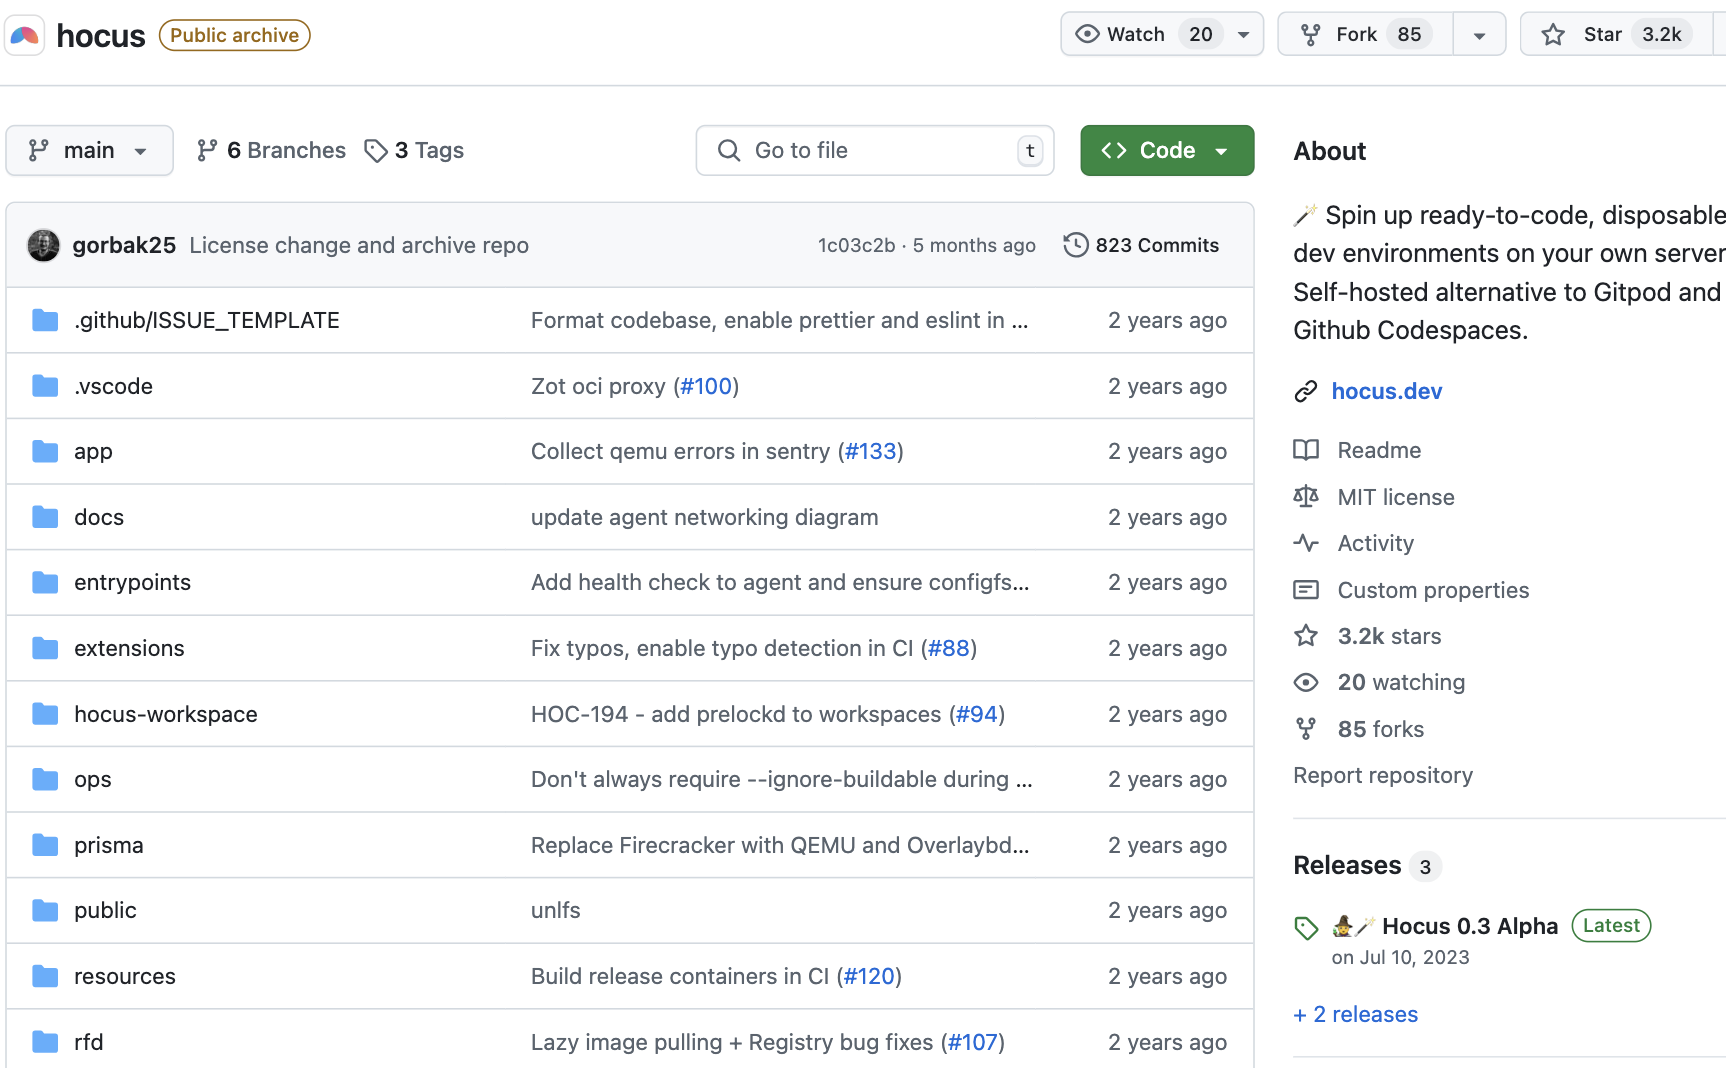 hocus Public archive Watch 20 Fork 85 Star 3.2k
main 6 Branches 3 Tags Go to file t Code
gorbak25 License change and archive repo 1c03c2b · 5 months ago 823 Commits
.github/ISSUE_TEMPLATE Format codebase, enable prettier and eslint in ... 2 years ago
.vscode Zot oci proxy (#100) 2 years ago
app Collect qemu errors in sentry (#133) 2 years ago
docs update agent networking diagram 2 years ago
entrypoints Add health check to agent and ensure configfs... 2 years ago
extensions Fix typos, enable typo detection in CI (#88) 2 years ago
hocus-workspace HOC-194 - add prelockd to workspaces (#94) 2 years ago
ops Don't always require --ignore-buildable during ... 2 years ago
prisma Replace Firecracker with QEMU and Overlaybd... 2 years ago
public unlfs 2 years ago
resources Build release containers in CI (#120) 2 years ago
rfd Lazy image pulling + Registry bug fixes (#107) 2 years ago
About
🪄 Spin up ready-to-code, disposable
dev environments on your own server
Self-hosted alternative to Gitpod and
Github Codespaces.
hocus.dev
Readme
MIT license
Activity
Custom properties
3.2k stars
20 watching
85 forks
Report repository
Releases 3
🧙🪄 Hocus 0.3 Alpha Latest
on Jul 10, 2023
+ 2 releases